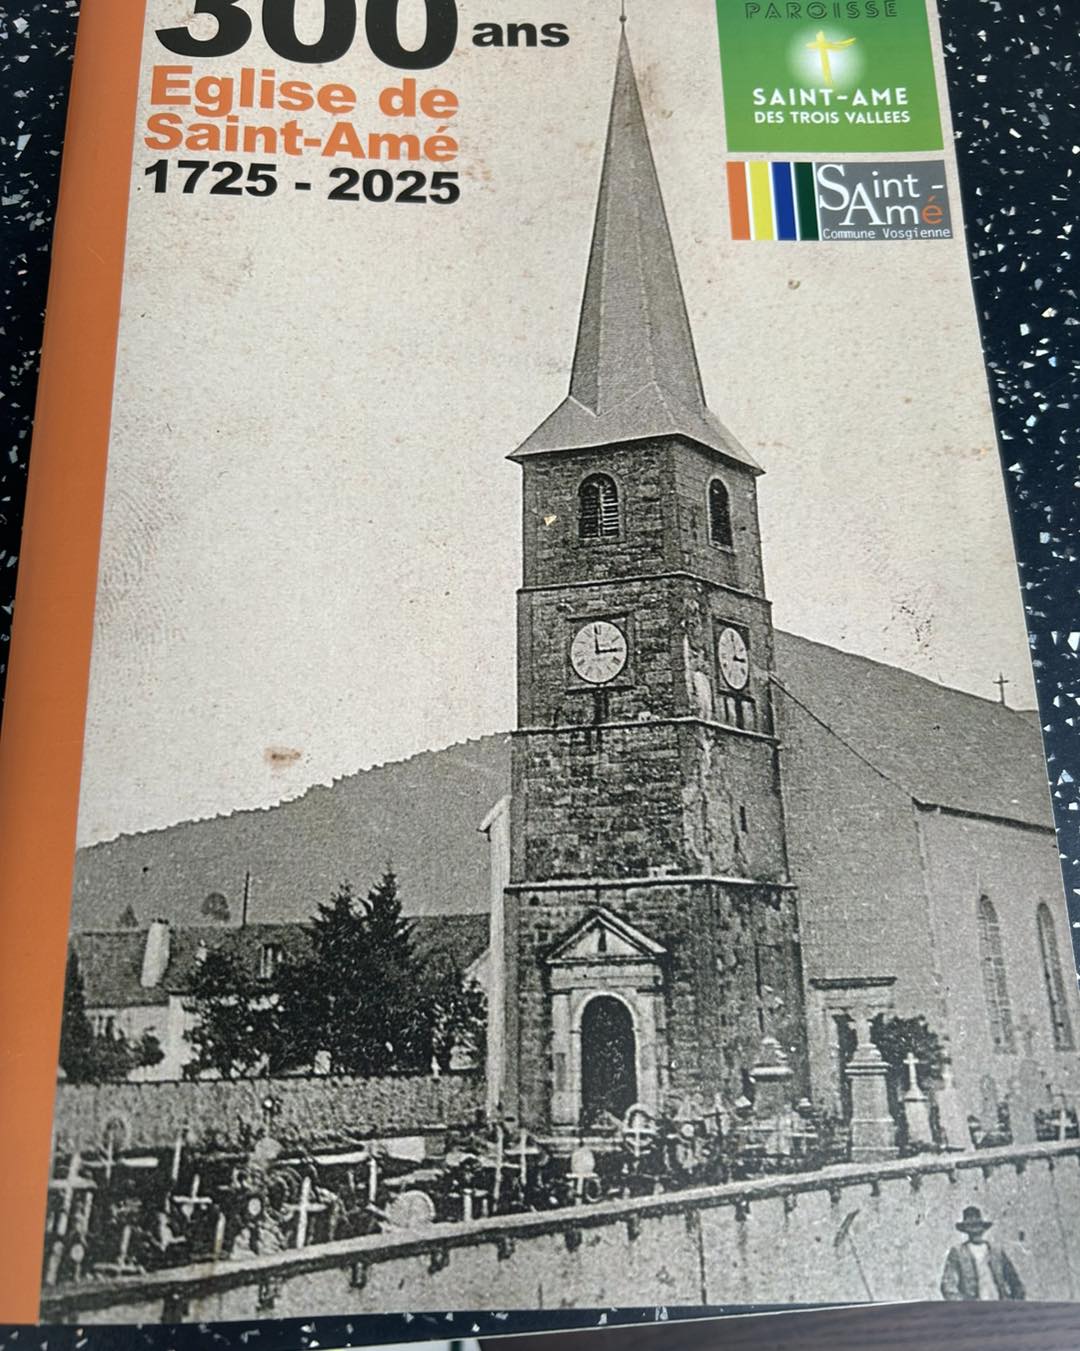 300 ans
Eglise de
Saint-Amé
1725 - 2025
PAROISSE
SAINT-AME
DES TROIS VALLEES
SAint -
Amé
Commune Vosgienne